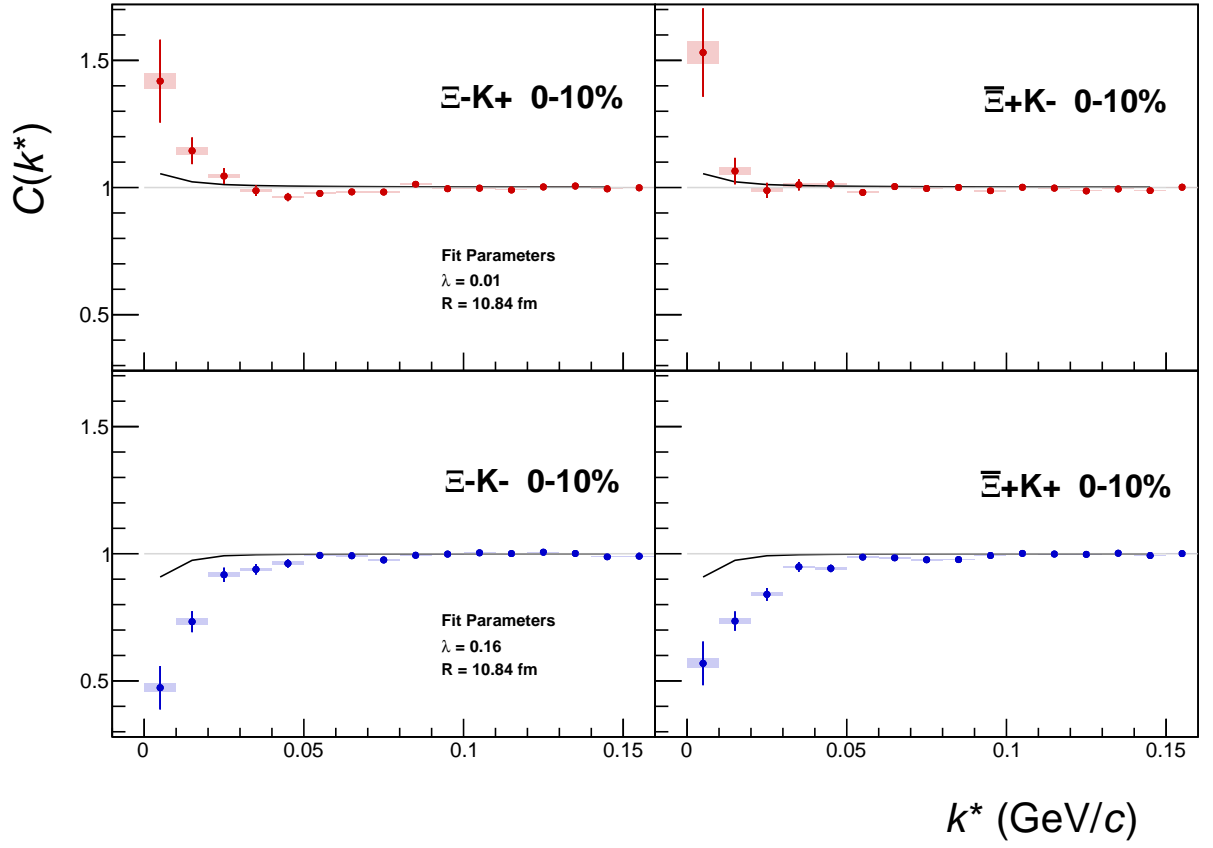 C(k*)
1.5
1
0.5
Ξ-K+ 0-10%
Fit Parameters
λ = 0.01
R = 10.84 fm
Ξ̅+K- 0-10%
1.5
1
0.5
Ξ-K- 0-10%
Fit Parameters
λ = 0.16
R = 10.84 fm
Ξ̅+K+ 0-10%
0 0.05 0.1 0.15
0 0.05 0.1 0.15
k* (GeV/c)